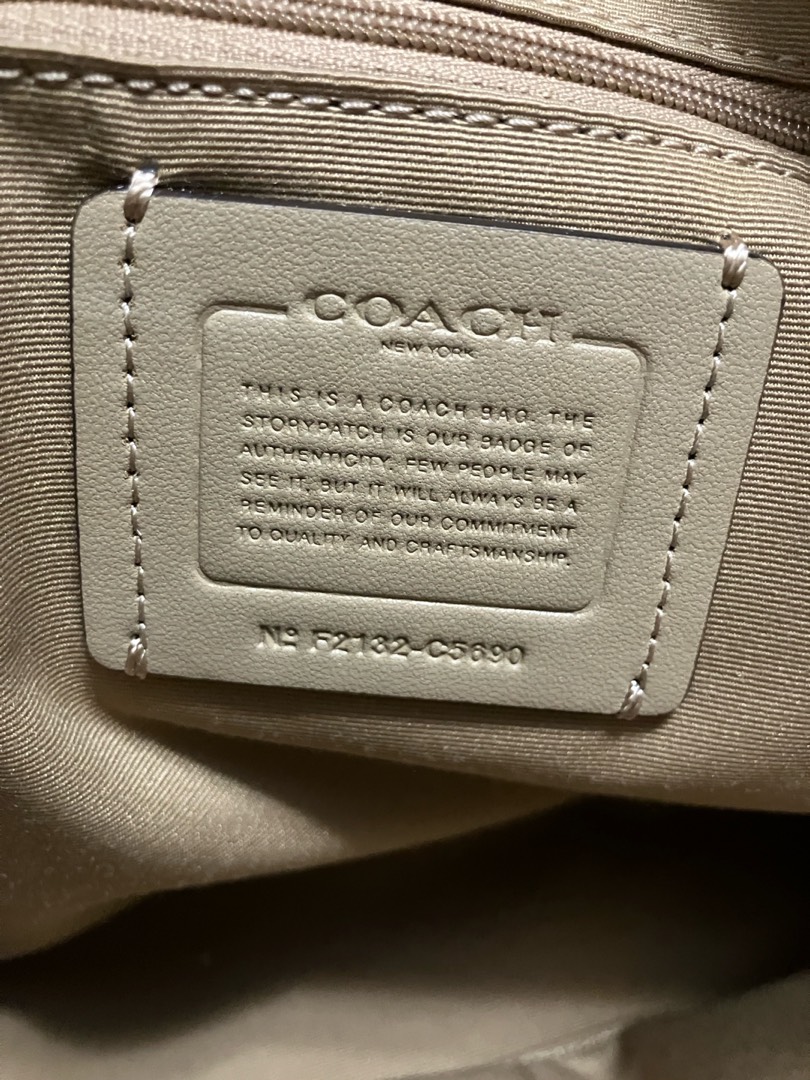 COACH
NEW YORK
THIS IS A COACH BAG. THE
STORYPATCH IS OUR BADGE OF
AUTHENTICITY. FEW PEOPLE MAY
SEE IT, BUT IT WILL ALWAYS BE A
REMINDER OF OUR COMMITMENT
TO QUALITY AND CRAFTSMANSHIP.
Nº F2132-C5690